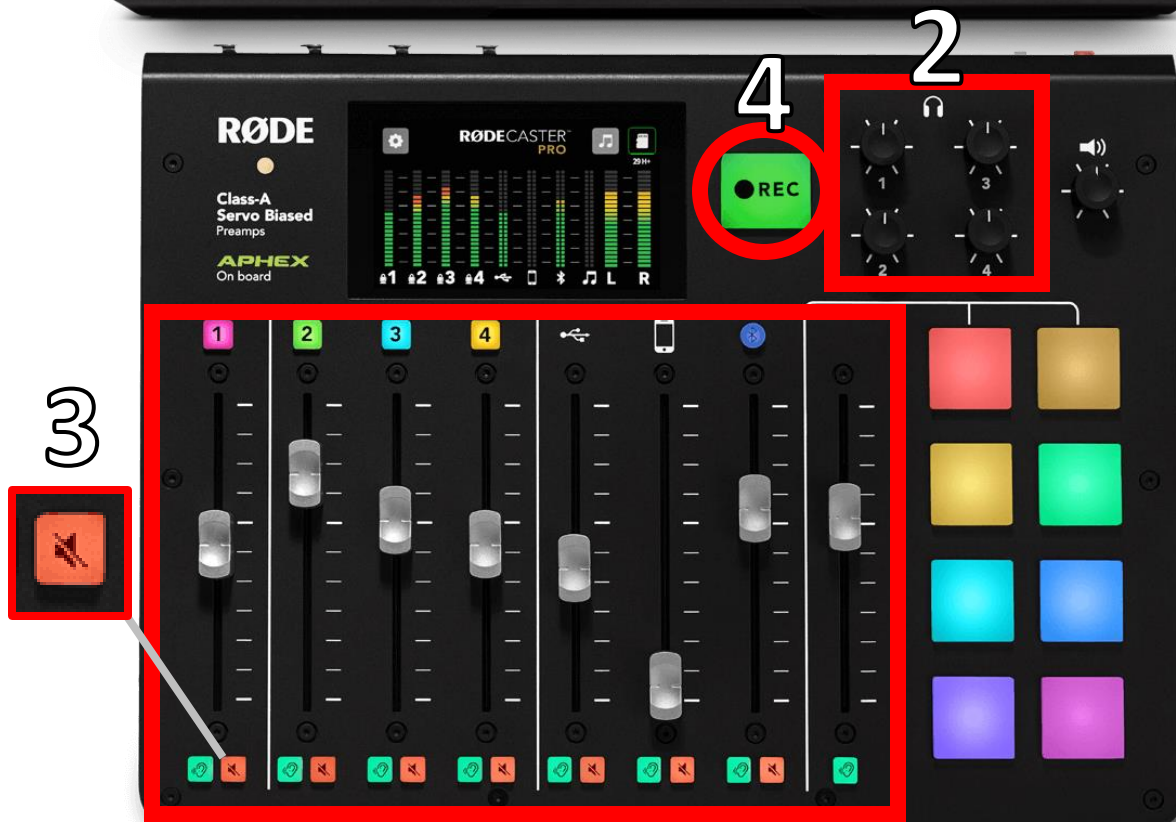 2
4
RØDE
RØDECASTER™
PRO
29H+
REC
1
3
2
4
Class-A
Servo Biased
Preamps
APHEX
On board
1 2 3 4 L R
1 2 3 4
3